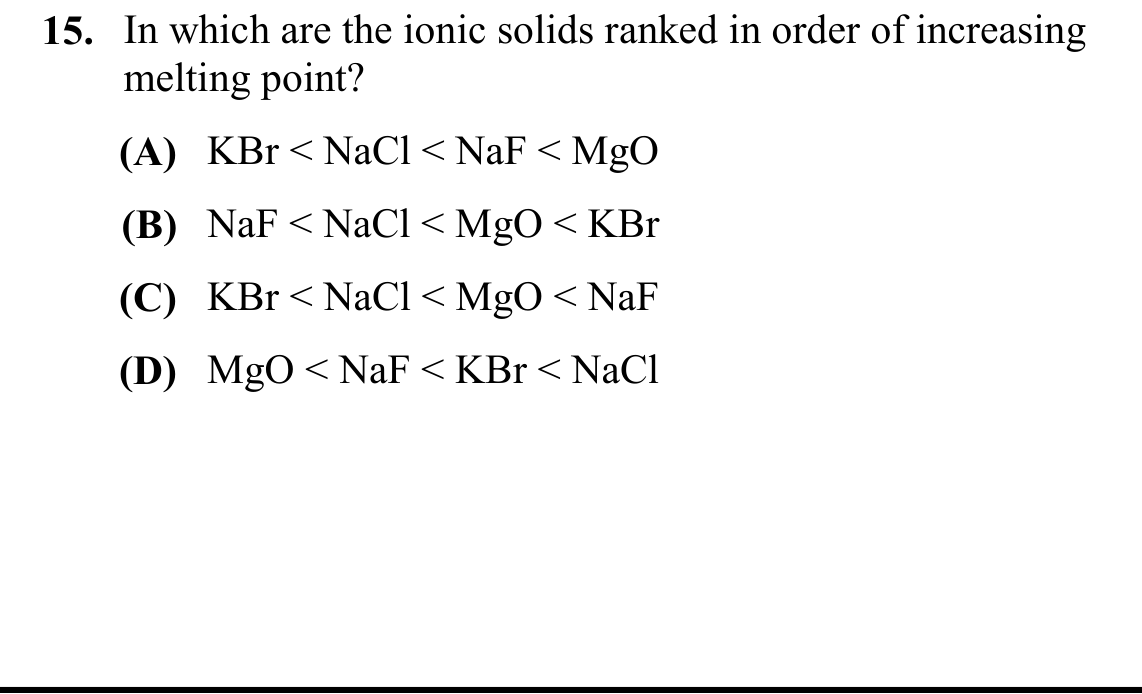 15. In which are the ionic solids ranked in order of increasing
melting point?
(A) KBr < NaCl < NaF < MgO
(B) NaF < NaCl < MgO < KBr
(C) KBr < NaCl < MgO < NaF
(D) MgO < NaF < KBr < NaCl